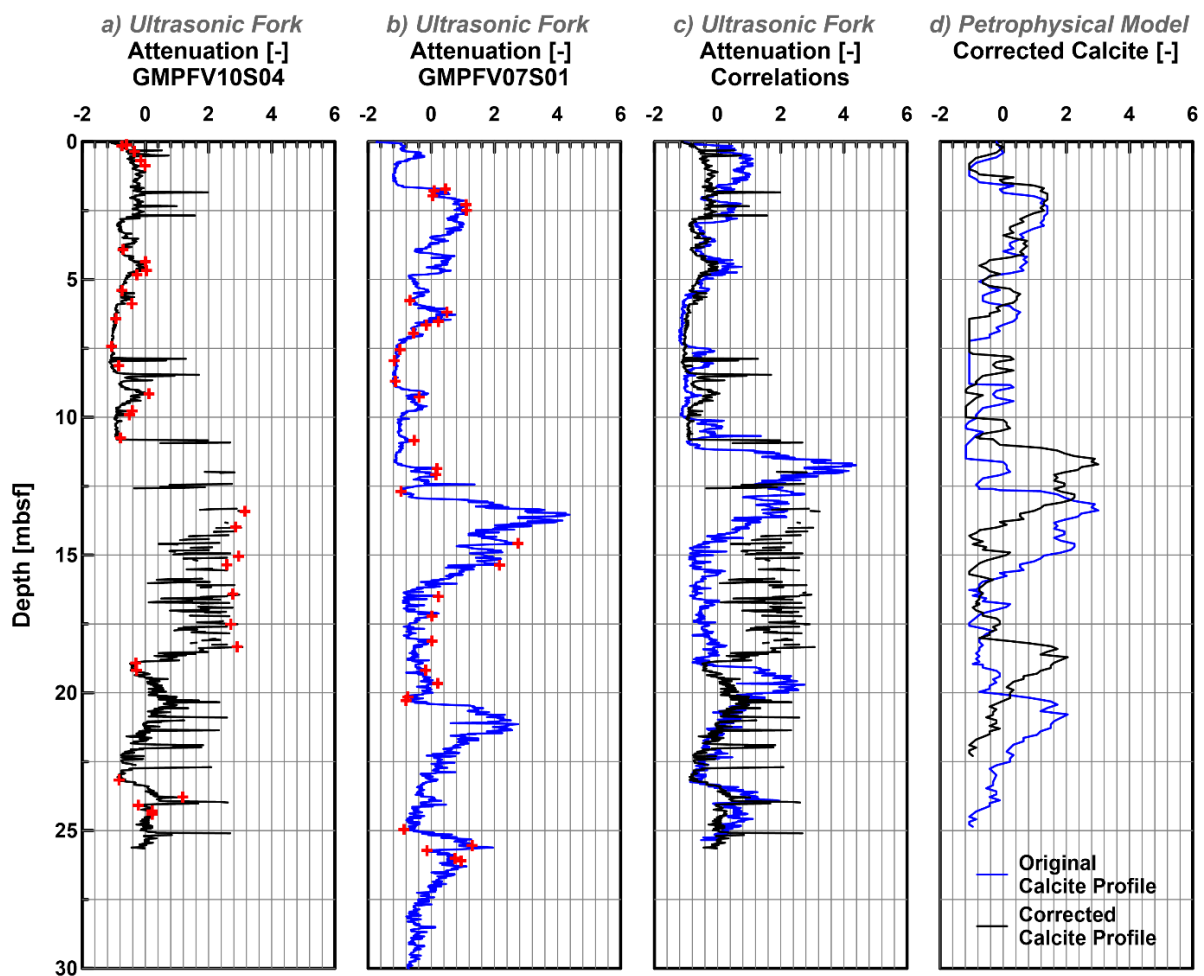 a) Ultrasonic Fork
Attenuation [-]
GMPFV10S04
b) Ultrasonic Fork
Attenuation [-]
GMPFV07S01
c) Ultrasonic Fork
Attenuation [-]
Correlations
d) Petrophysical Model
Corrected Calcite [-]
-2 0 2 4 6
-2 0 2 4 6
-2 0 2 4 6
-2 0 2 4 6
Depth [mbsf]
0
5
10
15
20
25
30
Original
Calcite Profile
Corrected
Calcite Profile